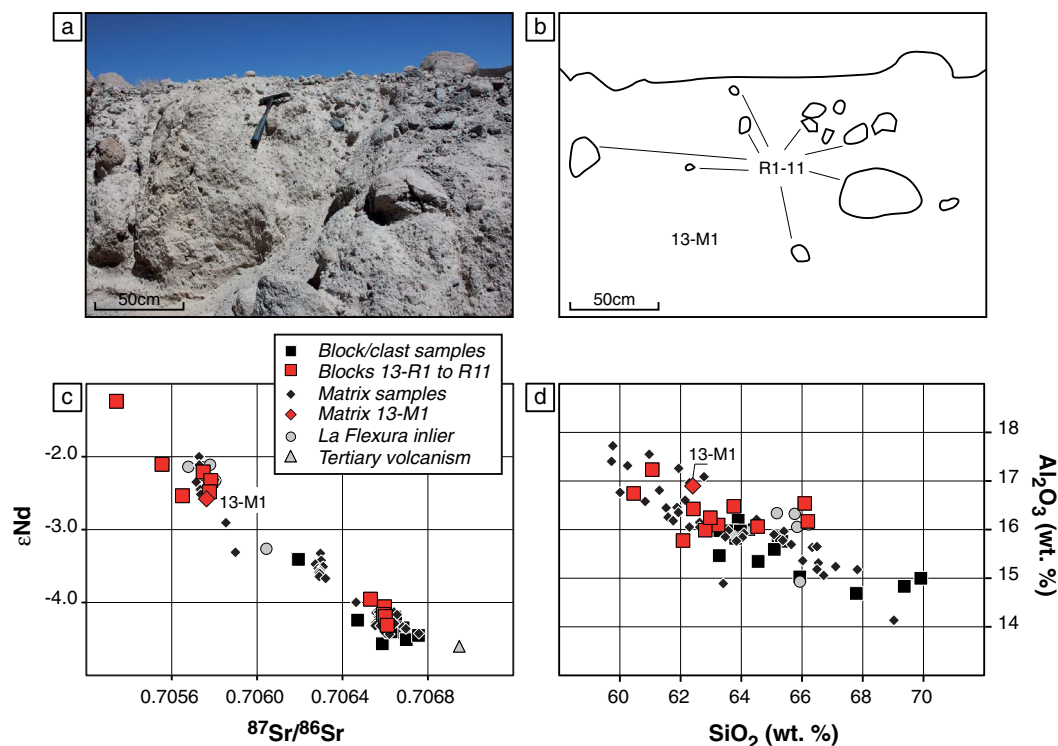 a
50cm
b
R1-11
13-M1
50cm
Block/clast samples
Blocks 13-R1 to R11
Matrix samples
Matrix 13-M1
La Flexura inlier
Tertiary volcanism
c
-2.0
-3.0
-4.0
εNd
13-M1
0.7056
0.7060
0.7064
0.7068
⁸⁷Sr/⁸⁶Sr
d
13-M1
18
17
16
15
14
Al₂O₃ (wt. %)
60
62
64
66
68
70
SiO₂ (wt. %)